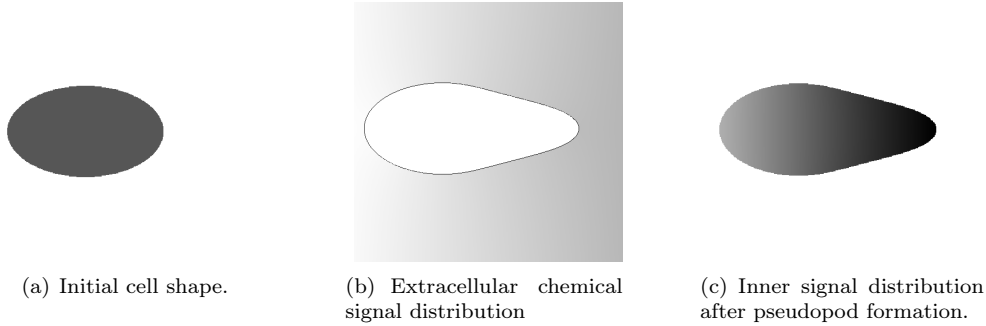 (a) Initial cell shape.
(b) Extracellular chemical
signal distribution
(c) Inner signal distribution
after pseudopod formation.